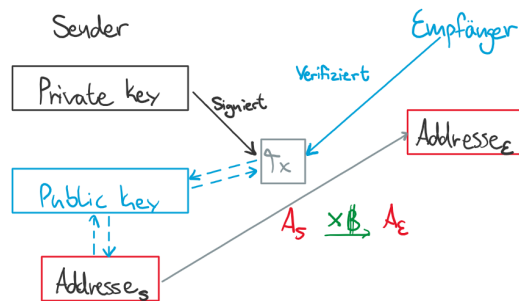 Sender
Empfänger
Verifiziert
Private key
Signiert
Tx
Addresse_E
Public key
A_S x₿ A_E
Addresse_S